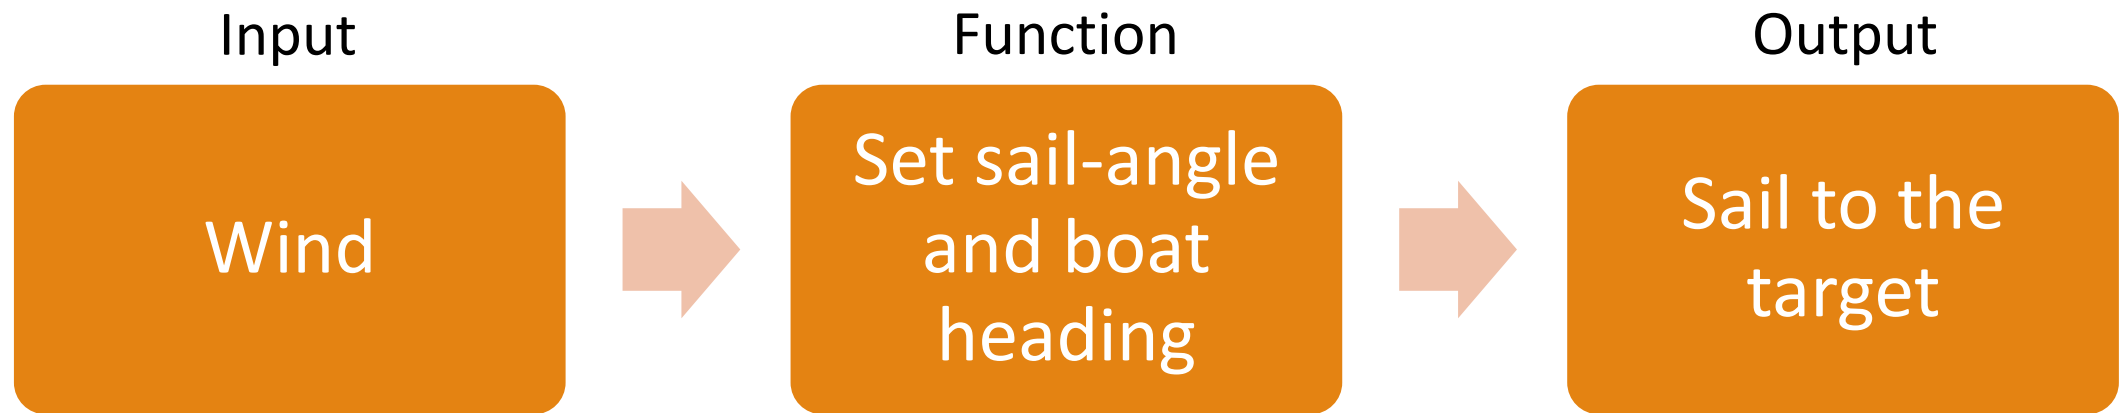 Input
Function
Output
Wind
Set sail-angle
and boat
heading
Sail to the
target